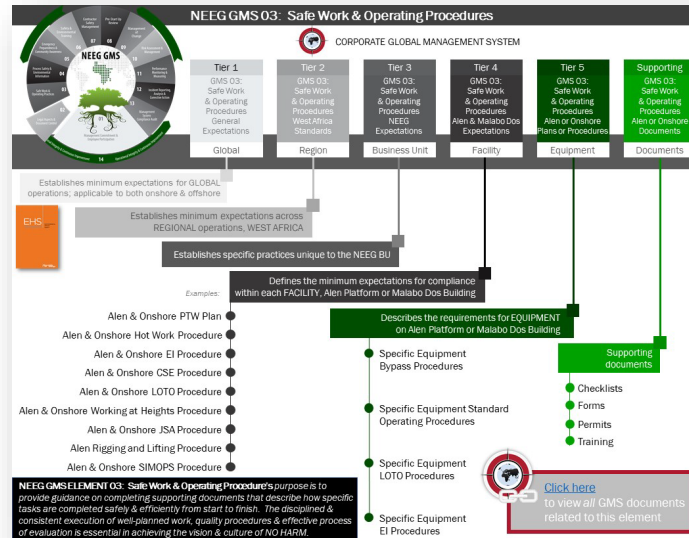 NEEG GMS 03: Safe Work & Operating Procedures
CORPORATE GLOBAL MANAGEMENT SYSTEM
NEEG GMS
Tier 1
GMS 03:
Safe Work
& Operating
Procedures
General
Expectations
Global
Tier 2
GMS 03:
Safe Work
& Operating
Procedures
West Africa
Standards
Region
Tier 3
GMS 03:
Safe Work
& Operating
Procedures
NEEG
Expectations
Business Unit
Tier 4
GMS 03:
Safe Work
& Operating
Procedures
Alen & Malabo Dos
Expectations
Facility
Tier 5
GMS 03:
Safe Work
& Operating
Procedures
Alen or Onshore
Plans or Procedures
Equipment
Supporting
GMS 03:
Safe Work
& Operating
Procedures
Alen or Onshore
Documents
Documents
Establishes minimum expectations for GLOBAL
operations; applicable to both onshore & offshore
EHS
Establishes minimum expectations across
REGIONAL operations, WEST AFRICA
Establishes specific practices unique to the NEEG BU
Defines the minimum expectations for compliance
within each FACILITY, Alen Platform or Malabo Dos Building
Examples:
Alen & Onshore PTW Plan
Alen & Onshore Hot Work Procedure
Alen & Onshore EI Procedure
Alen & Onshore CSE Procedure
Alen & Onshore LOTO Procedure
Alen & Onshore Working at Heights Procedure
Alen & Onshore JSA Procedure
Alen Rigging and Lifting Procedure
Alen & Onshore SIMOPS Procedure
Describes the requirements for EQUIPMENT
on Alen Platform or Malabo Dos Building
Specific Equipment
Bypass Procedures
Specific Equipment Standard
Operating Procedures
Specific Equipment
LOTO Procedures
Specific Equipment
EI Procedures
Supporting
documents
Checklists
Forms
Permits
Training
NEEG GMS ELEMENT 03: Safe Work & Operating Procedure's purpose is to
provide guidance on completing supporting documents that describe how specific
tasks are completed safely & efficiently from start to finish. The disciplined &
consistent execution of well-planned work, quality procedures & effective process
of evaluation is essential in achieving the vision & culture of NO HARM.
Click here
to view all GMS documents
related to this element